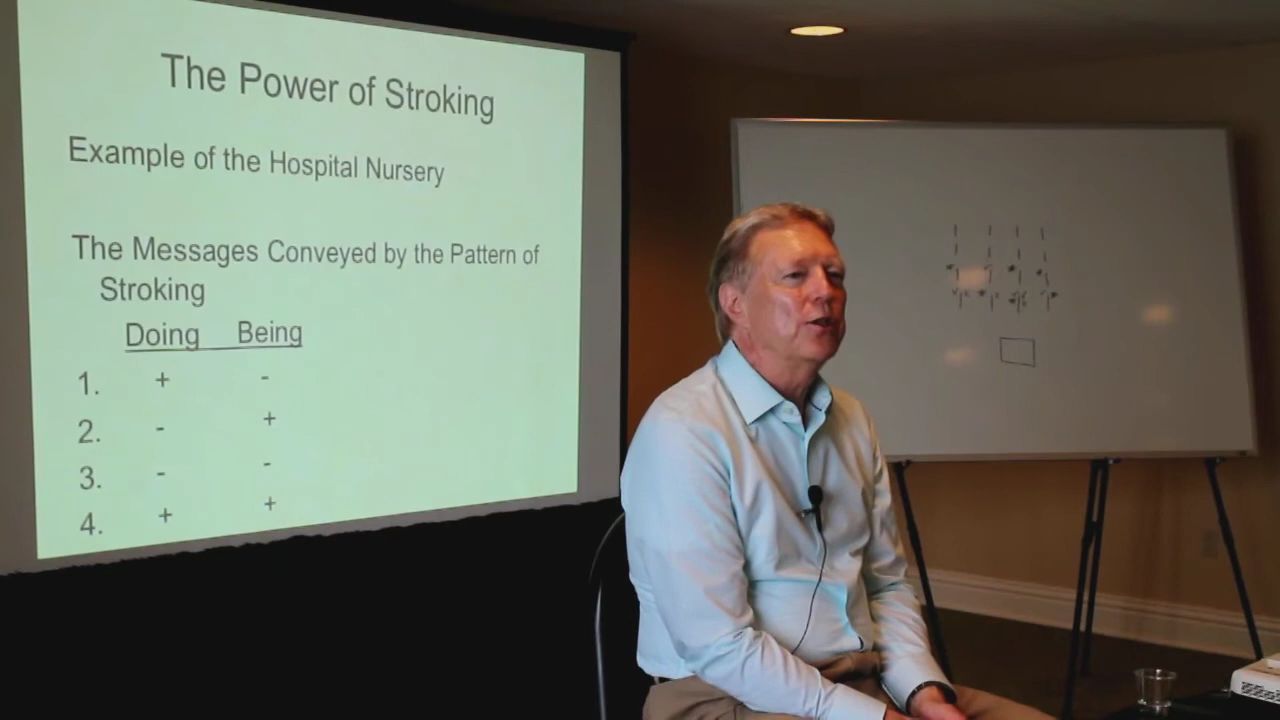 The Power of Stroking
Example of the Hospital Nursery
The Messages Conveyed by the Pattern of
Stroking
Doing Being
1. + -
2. - +
3. - -
4. + +